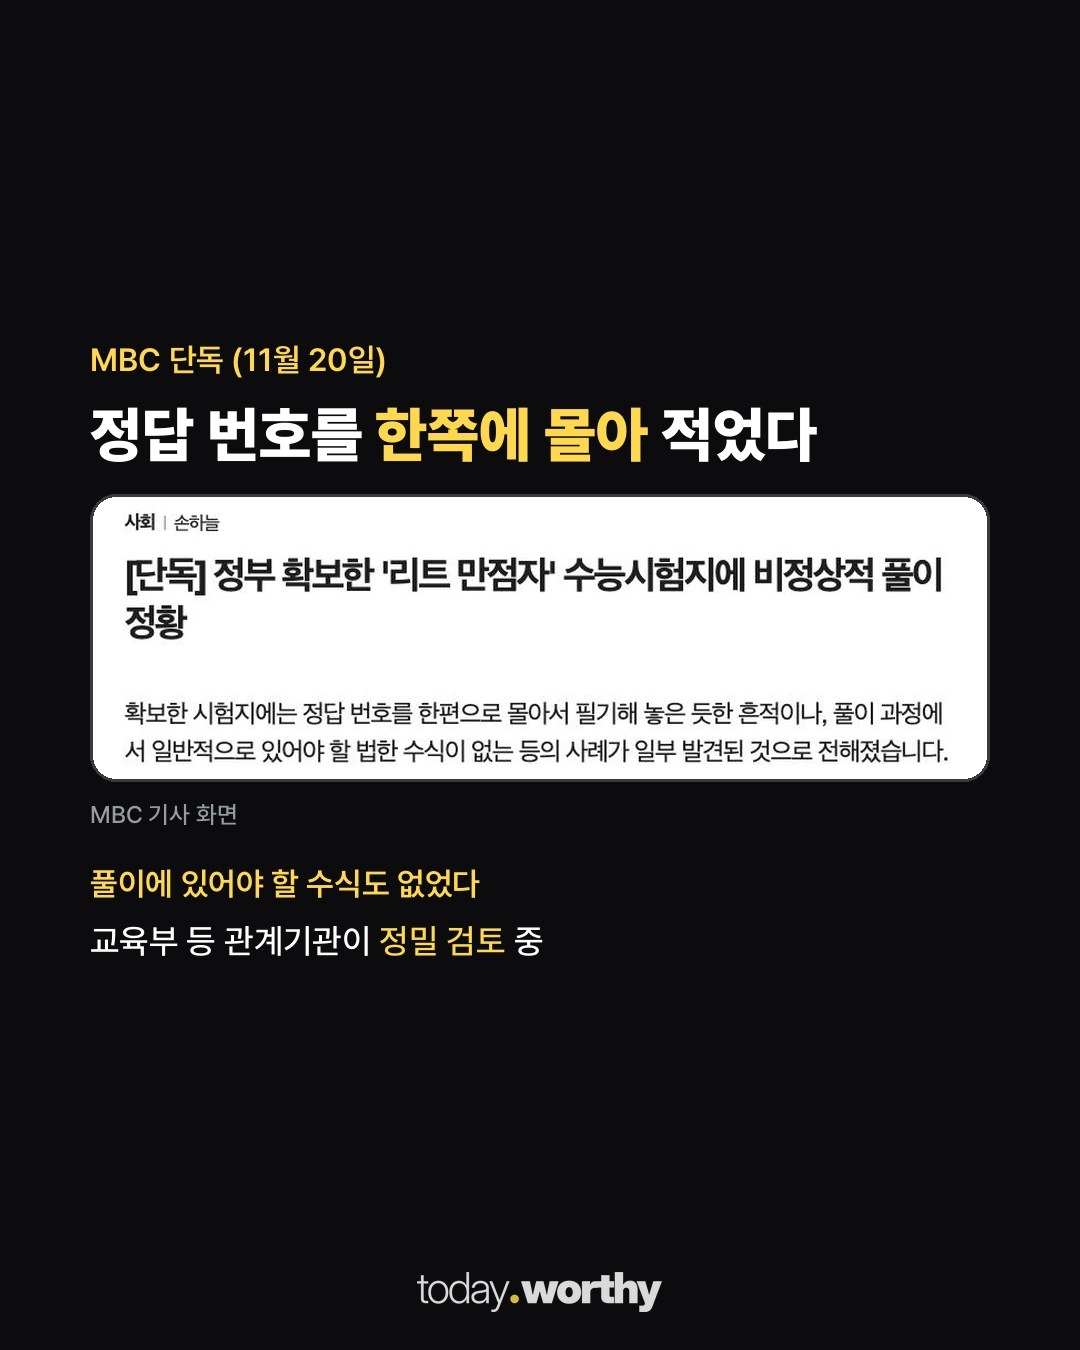 MBC 단독 (11월 20일)
정답 번호를 한쪽에 몰아 적었다
사회 | 손하늘
[단독] 정부 확보한 '리트 만점자' 수능시험지에 비정상적 풀이
정황
확보한 시험지에는 정답 번호를 한편으로 몰아서 필기해 놓은 듯한 흔적이나, 풀이 과정에
서 일반적으로 있어야 할 법한 수식이 없는 등의 사례가 일부 발견된 것으로 전해졌습니다.
MBC 기사 화면
풀이에 있어야 할 수식도 없었다
교육부 등 관계기관이 정밀 검토 중
today.worthy